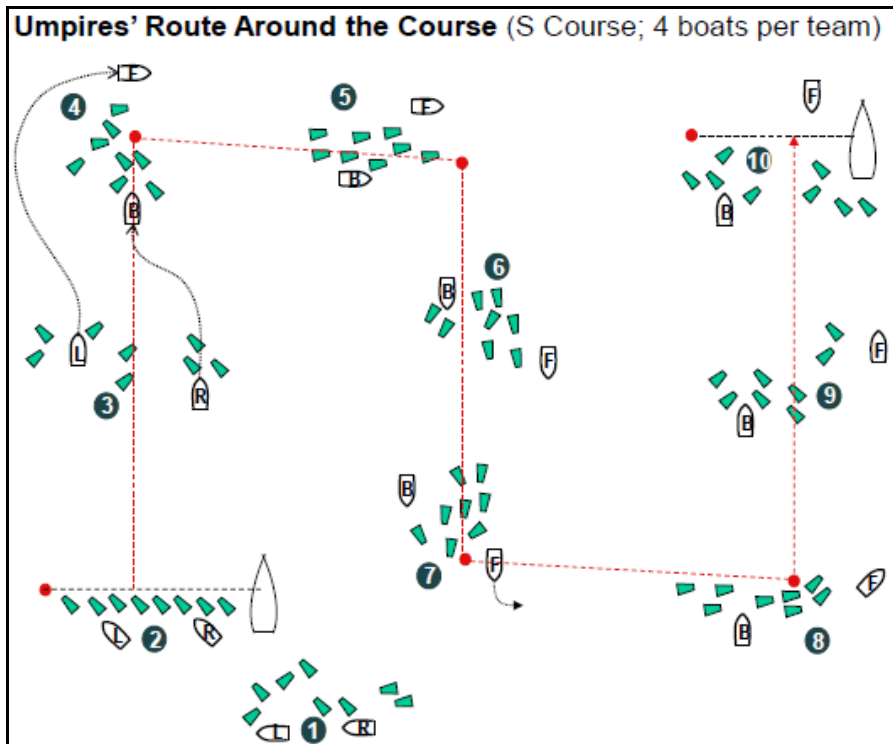 Umpires' Route Around the Course (S Course; 4 boats per team)
F
4
5
F
F
10
B
B
B
6
B
L
R
3
F
F
9
B
B
7
F
F
8
B
2
L
R
1
L
R